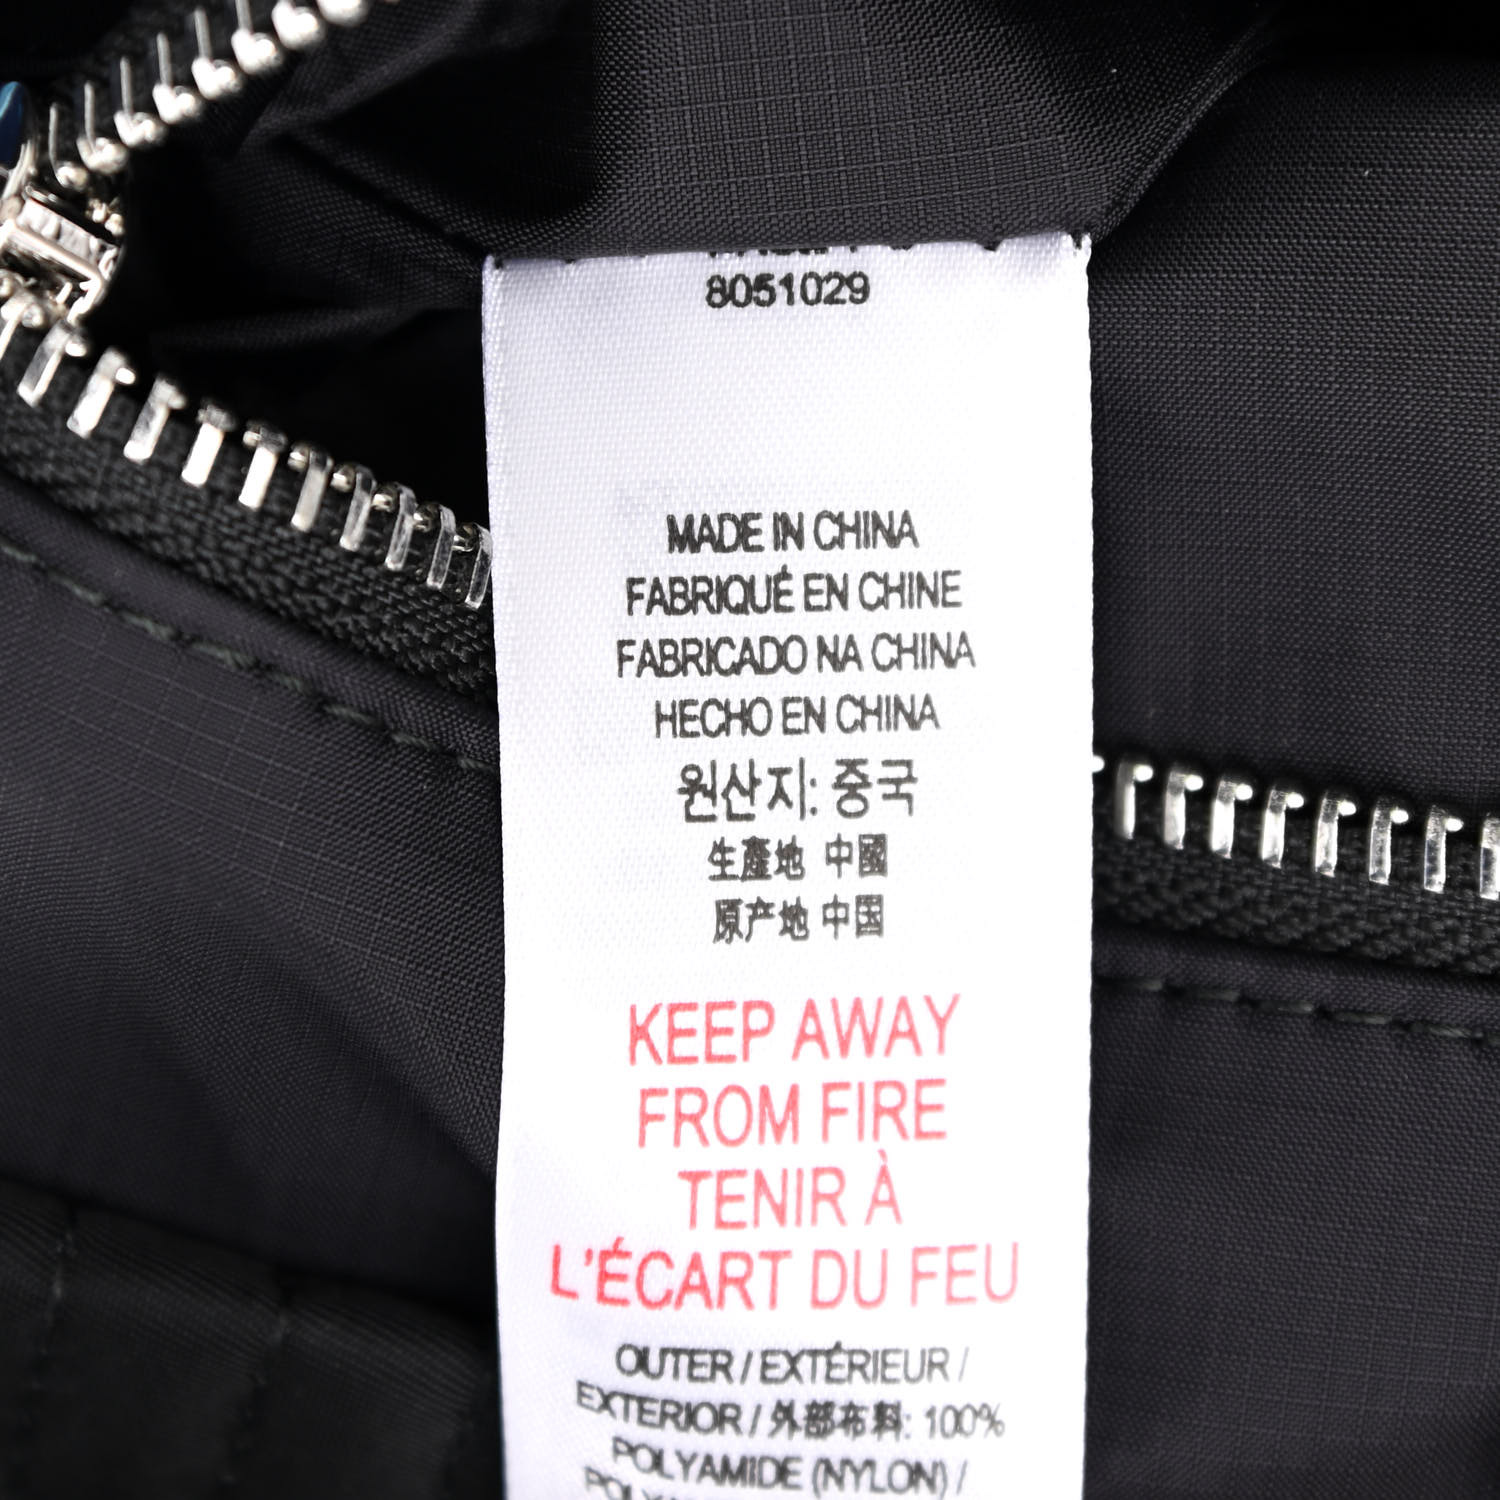 8051029
MADE IN CHINA
FABRIQUÉ EN CHINE
FABRICADO NA CHINA
HECHO EN CHINA
원산지: 중국
生產地 中國
原产地 中国
KEEP AWAY
FROM FIRE
TENIR À
L'ÉCART DU FEU
OUTER / EXTÉRIEUR /
EXTERIOR / 外部布料: 100%
POLYAMIDE (NYLON) /